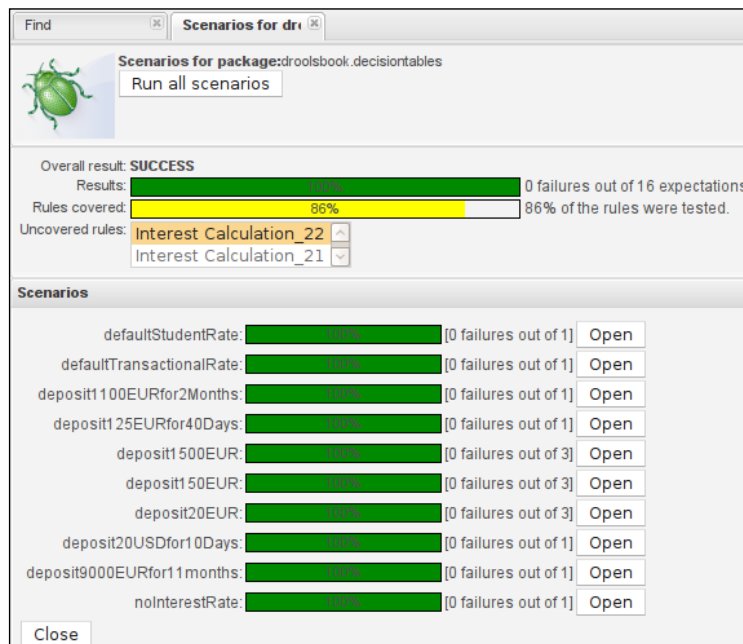 Find
Scenarios for dro
Scenarios for package:droolsbook.decisiontables
Run all scenarios
Overall result: SUCCESS
Results: 100% 0 failures out of 16 expectations
Rules covered: 86% 86% of the rules were tested.
Uncovered rules: Interest Calculation_22
Interest Calculation_21
Scenarios
defaultStudentRate: 100% [0 failures out of 1] Open
defaultTransactionalRate: 100% [0 failures out of 1] Open
deposit1100EURfor2Months: 100% [0 failures out of 1] Open
deposit125EURfor40Days: 100% [0 failures out of 1] Open
deposit1500EUR: 100% [0 failures out of 3] Open
deposit150EUR: 100% [0 failures out of 3] Open
deposit20EUR: 100% [0 failures out of 3] Open
deposit20USDfor10Days: 100% [0 failures out of 1] Open
deposit9000EURfor11months: 100% [0 failures out of 1] Open
noInterestRate: 100% [0 failures out of 1] Open
Close